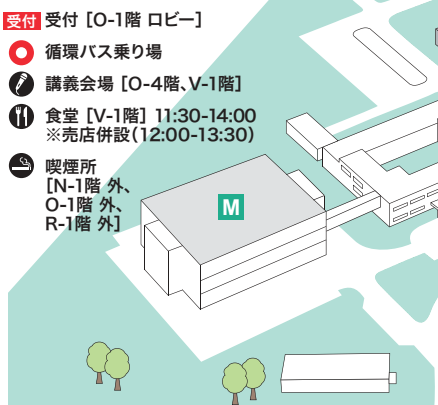 受付 受付 [O-1階 ロビー]
循環バス乗り場
講義会場 [O-4階、V-1階]
食堂 [V-1階] 11:30-14:00
※売店併設(12:00-13:30)
喫煙所
[N-1階 外、
O-1階 外、
R-1階 外]
M